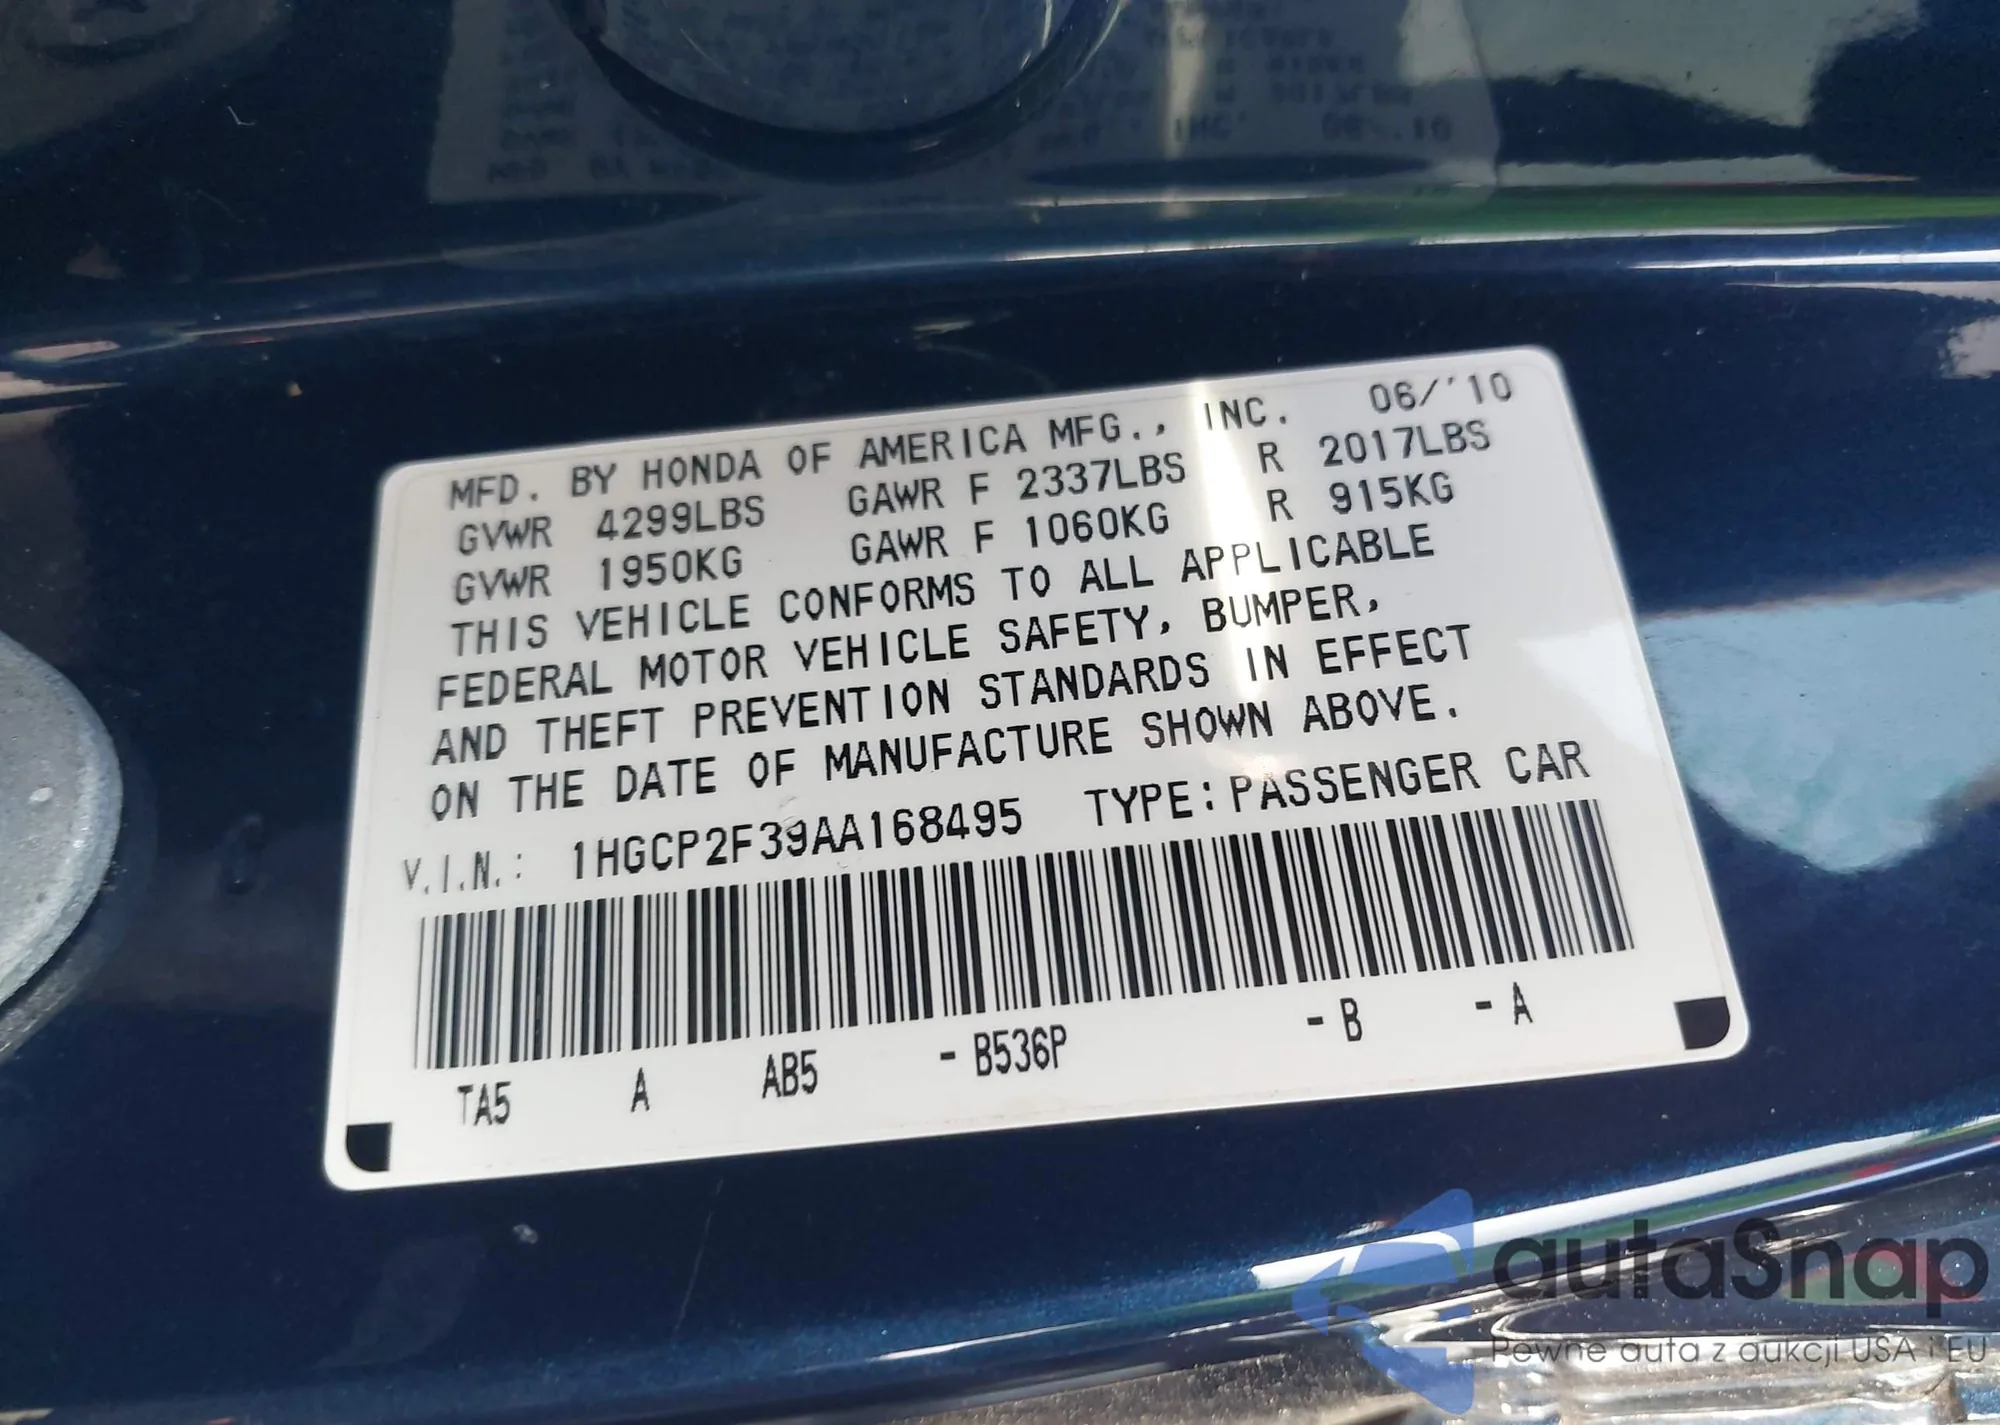 MFD. BY HONDA OF AMERICA MFG., INC. 06/'10
GVWR 4299LBS GAWR F 2337LBS R 2017LBS
GVWR 1950KG GAWR F 1060KG R 915KG
THIS VEHICLE CONFORMS TO ALL APPLICABLE
FEDERAL MOTOR VEHICLE SAFETY, BUMPER,
AND THEFT PREVENTION STANDARDS IN EFFECT
ON THE DATE OF MANUFACTURE SHOWN ABOVE.
V.I.N.: 1HGCP2F39AA168495 TYPE:PASSENGER CAR
TA5 A AB5 -B536P -B -A
autaSnap
Pewne auta z aukcji USA i EU